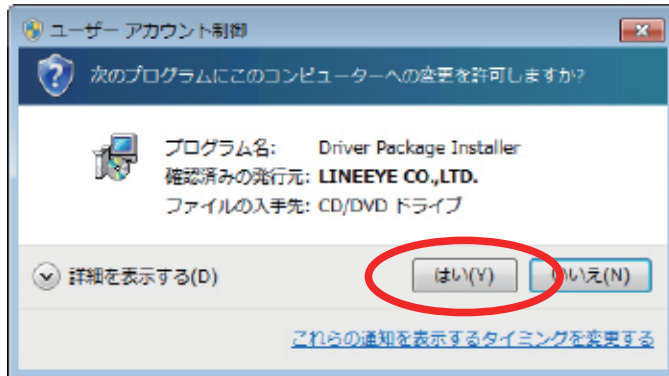 ユーザー アカウント制御
次のプログラムにこのコンピューターへの変更を許可しますか?
プログラム名: Driver Package Installer
確認済みの発行元: LINEEYE CO.,LTD.
ファイルの入手先: CD/DVD ドライブ
詳細を表示する(D) はい(Y) いいえ(N)
これらの通知を表示するタイミングを変更する